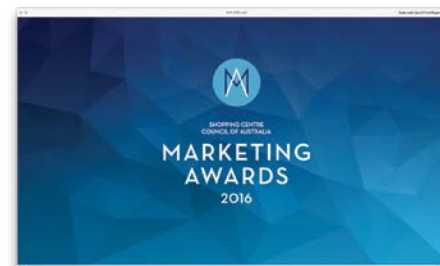 SHOPPING CENTRE
COUNCIL OF AUSTRALIA
MARKETING
AWARDS
2016